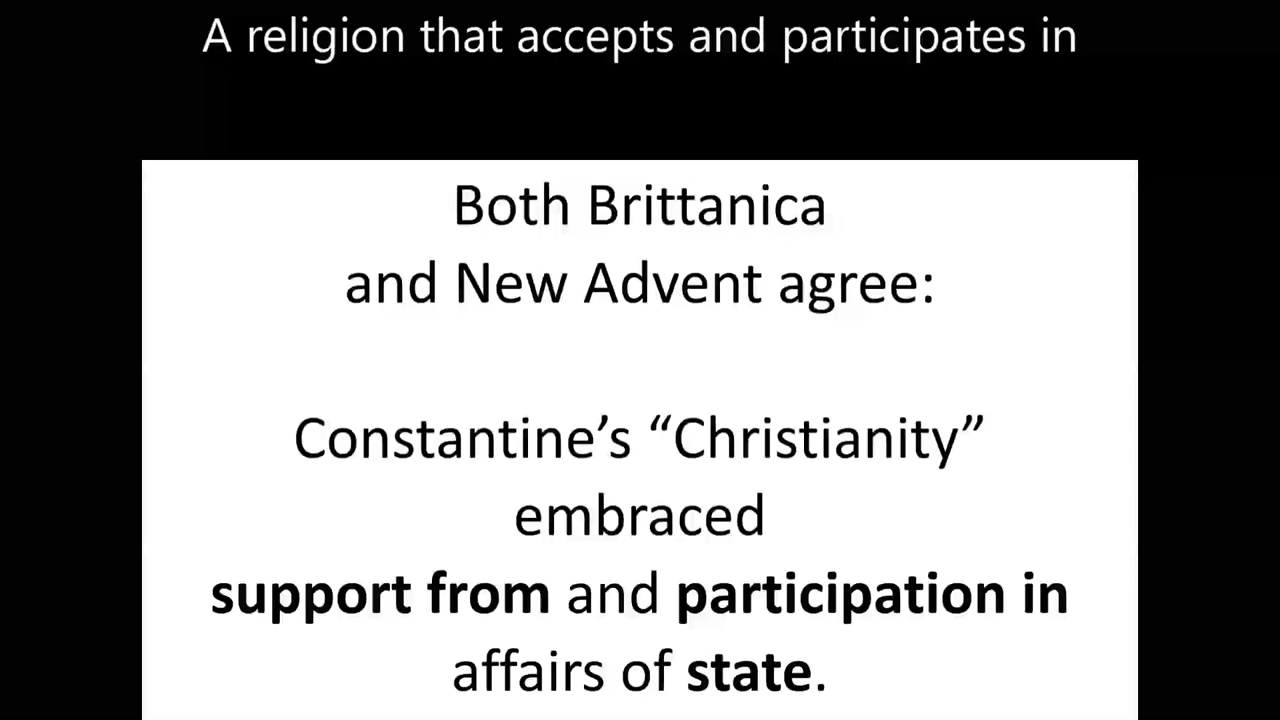 A religion that accepts and participates in
Both Brittanica
and New Advent agree:
Constantine’s “Christianity”
embraced
support from and participation in
affairs of state.